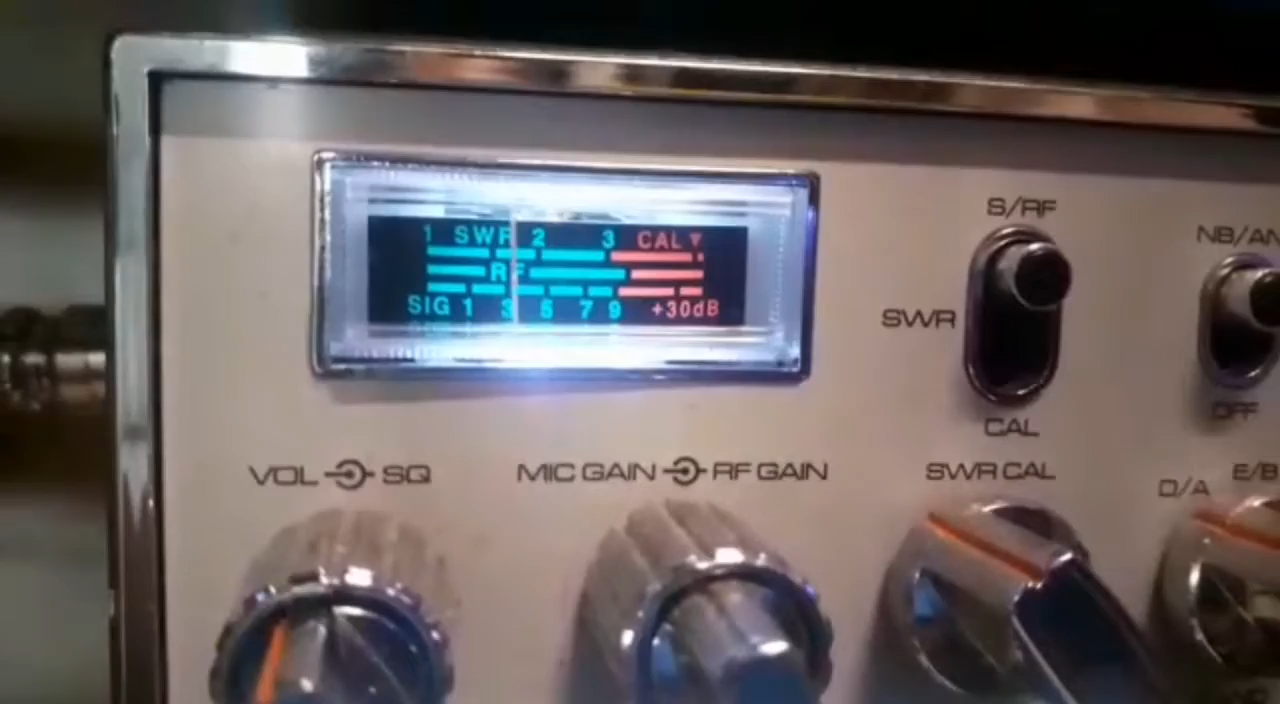 S/RF
NB/AN
1 SWR 2 3 CAL
RF
SIG 1 3 5 7 9 +30dB
SWR
OFF
CAL
VOL SQ
MIC GAIN RF GAIN
SWR CAL
D/A
E/B